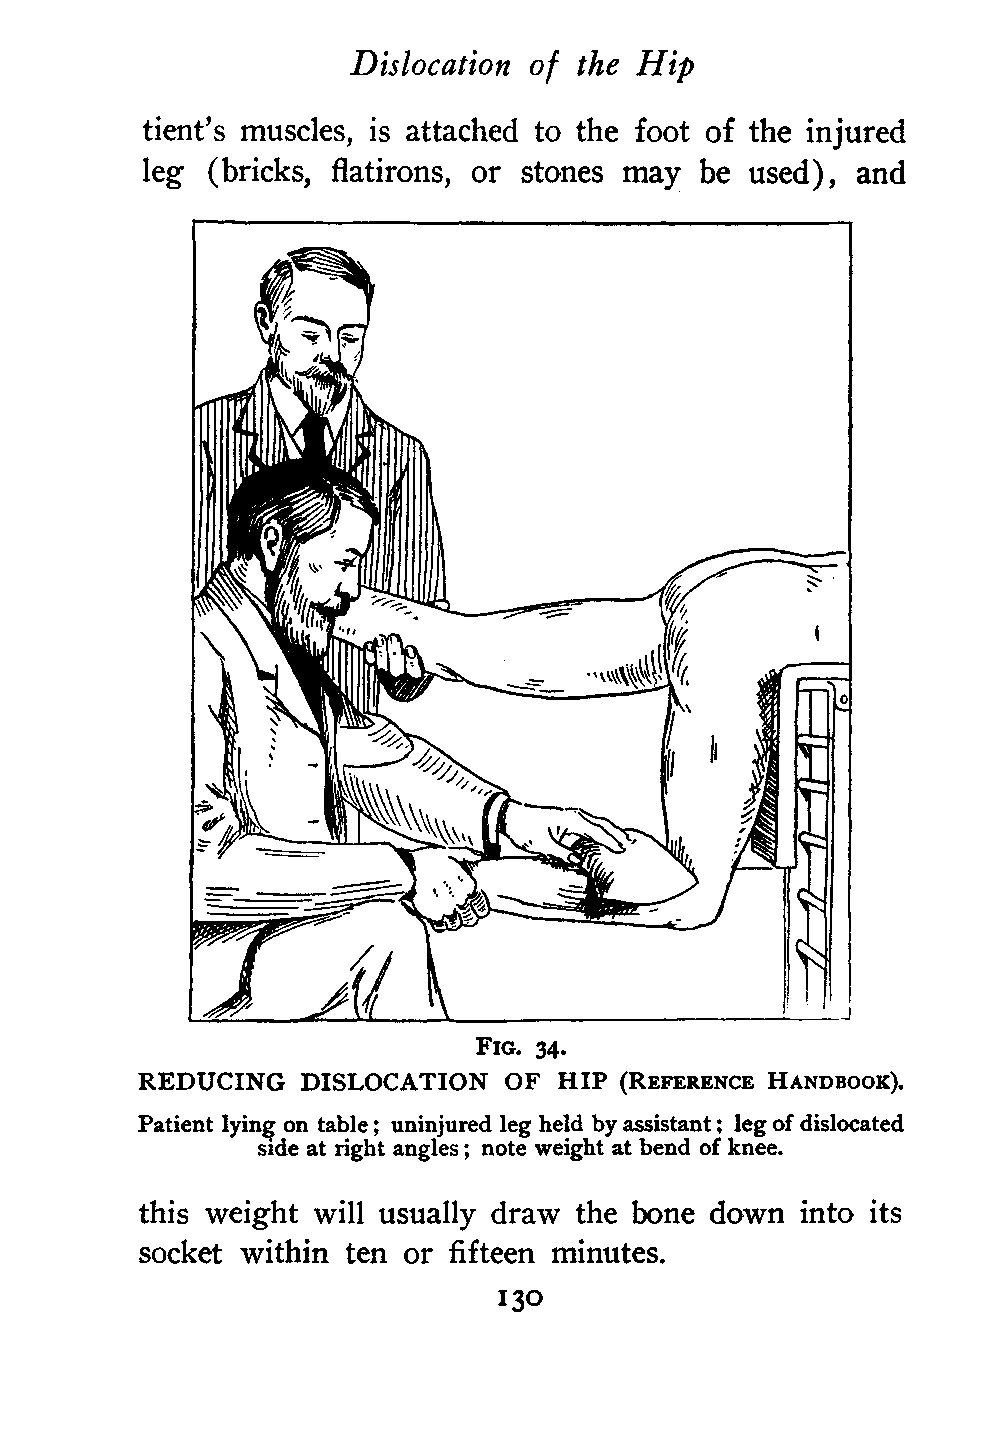 Dislocation of the Hip
tient's muscles, is attached to the foot of the injured
leg (bricks, flatirons, or stones may be used), and
FIG. 34.
REDUCING DISLOCATION OF HIP (REFERENCE HANDBOOK).
Patient lying on table; uninjured leg held by assistant; leg of dislocated
side at right angles; note weight at bend of knee.
this weight will usually draw the bone down into its
socket within ten or fifteen minutes.
130